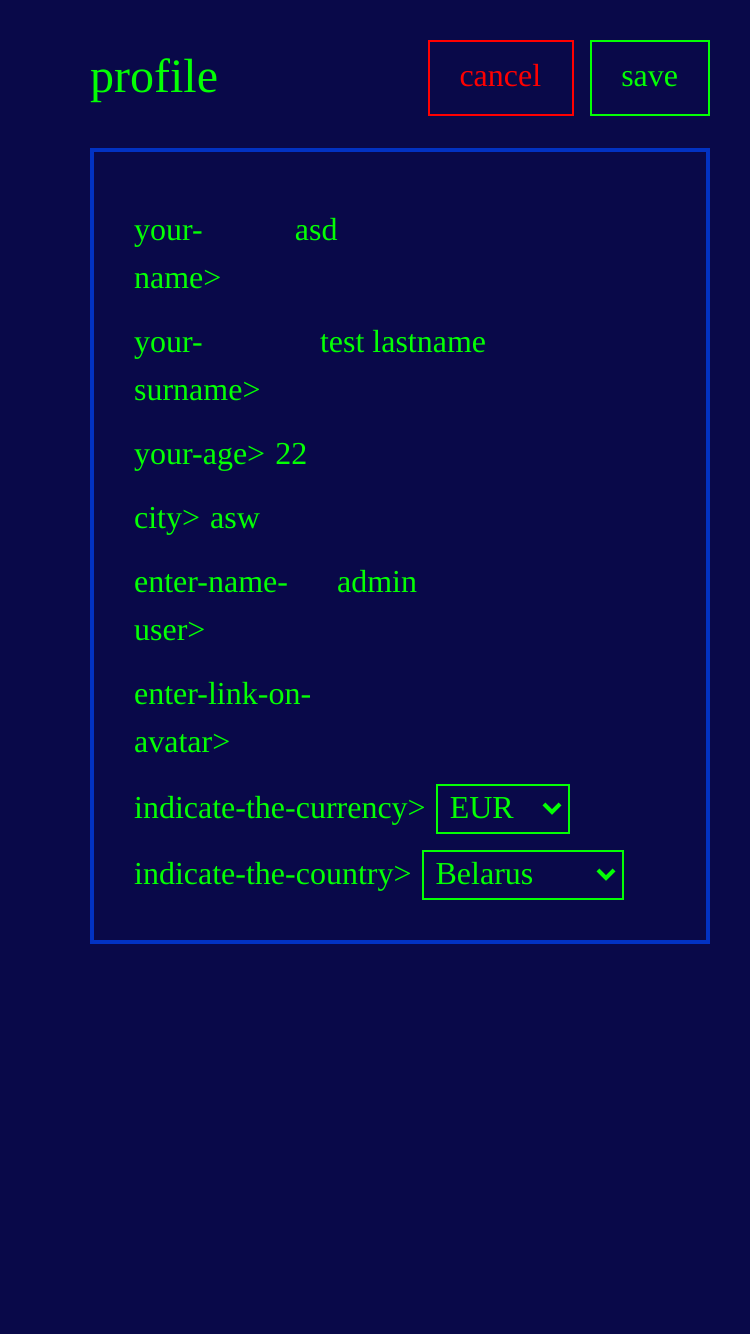 profile cancel save
your- asd
name>
your- test lastname
surname>
your-age> 22
city> asw
enter-name- admin
user>
enter-link-on-
avatar>
indicate-the-currency> EUR
indicate-the-country> Belarus